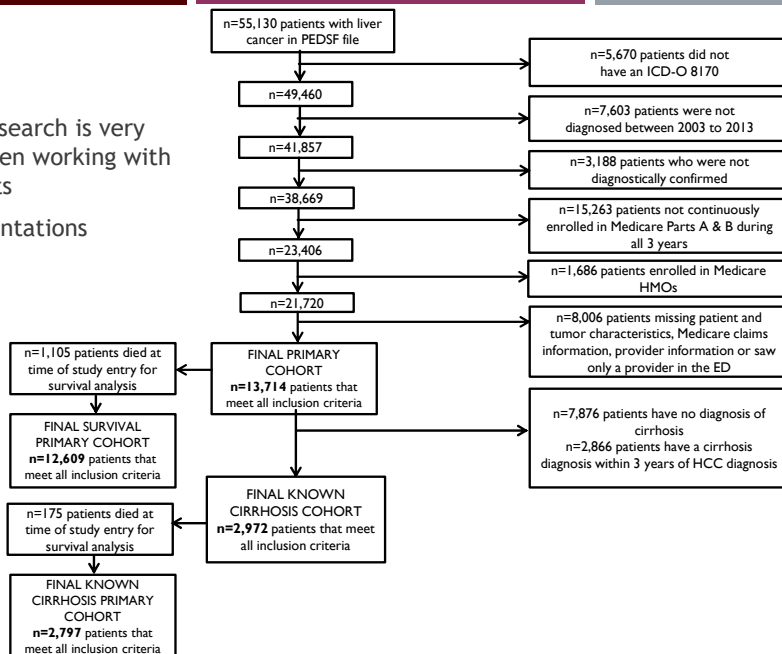 search is very
en working with
ts
ntations
n=55,130 patients with liver
cancer in PEDSF file
n=5,670 patients did not
have an ICD-O 8170
n=49,460
n=7,603 patients were not
diagnosed between 2003 to 2013
n=41,857
n=3,188 patients who were not
diagnostically confirmed
n=38,669
n=15,263 patients not continuously
enrolled in Medicare Parts A & B during
all 3 years
n=23,406
n=1,686 patients enrolled in Medicare
HMOs
n=21,720
n=8,006 patients missing patient and
tumor characteristics, Medicare claims
information, provider information or saw
only a provider in the ED
FINAL PRIMARY
COHORT
n=13,714 patients that
meet all inclusion criteria
n=1,105 patients died at
time of study entry for
survival analysis
FINAL SURVIVAL
PRIMARY COHORT
n=12,609 patients that
meet all inclusion criteria
n=7,876 patients have no diagnosis of
cirrhosis
n=2,866 patients have a cirrhosis
diagnosis within 3 years of HCC diagnosis
FINAL KNOWN
CIRRHOSIS COHORT
n=2,972 patients that meet
all inclusion criteria
n=175 patients died at
time of study entry for
survival analysis
FINAL KNOWN
CIRRHOSIS PRIMARY
COHORT
n=2,797 patients that
meet all inclusion criteria